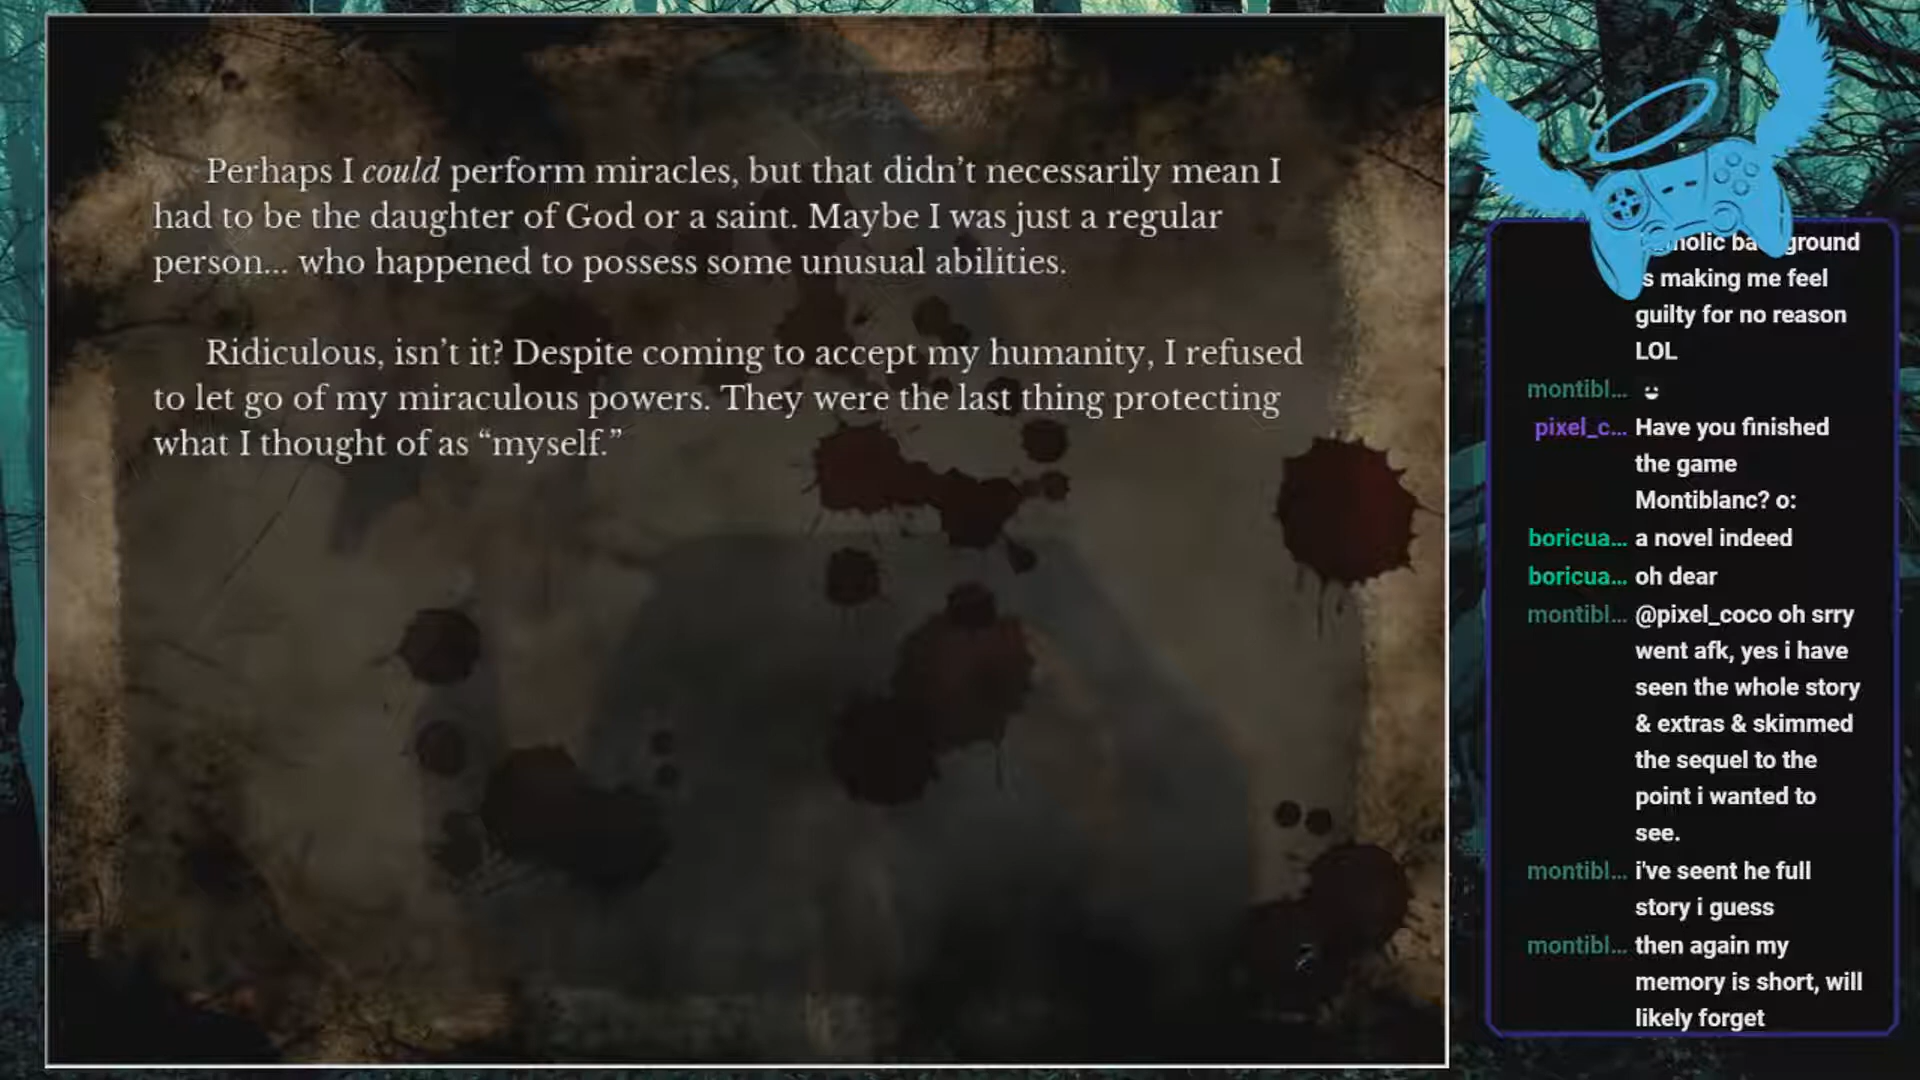 Perhaps I could perform miracles, but that didn’t necessarily mean I
had to be the daughter of God or a saint. Maybe I was just a regular
person... who happened to possess some unusual abilities.
Ridiculous, isn’t it? Despite coming to accept my humanity, I refused
to let go of my miraculous powers. They were the last thing protecting
what I thought of as “myself.”
making me feel
guilty for no reason
LOL
montibl...
pixel_c... Have you finished
the game
Montiblanc? o:
boricua... a novel indeed
boricua... oh dear
montibl... @pixel_coco oh srry
went afk, yes i have
seen the whole story
& extras & skimmed
the sequel to the
point i wanted to
see.
montibl... i've seent he full
story i guess
montibl... then again my
memory is short, will
likely forget